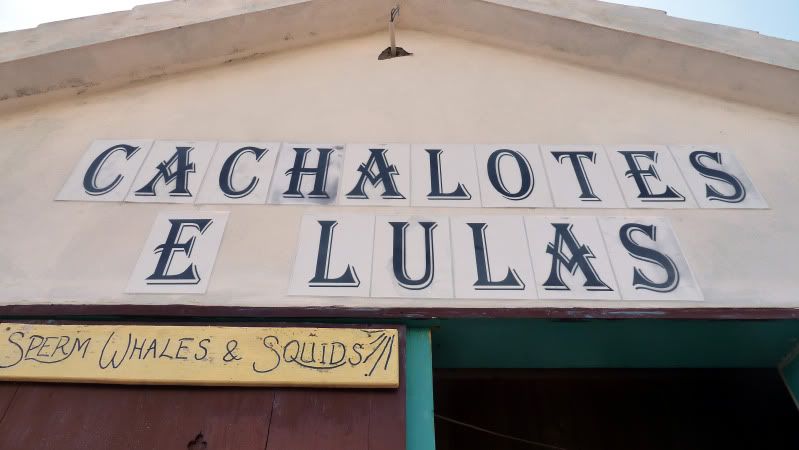 CACHALOTES
E LULAS
SPERM WHALES & SQUIDS